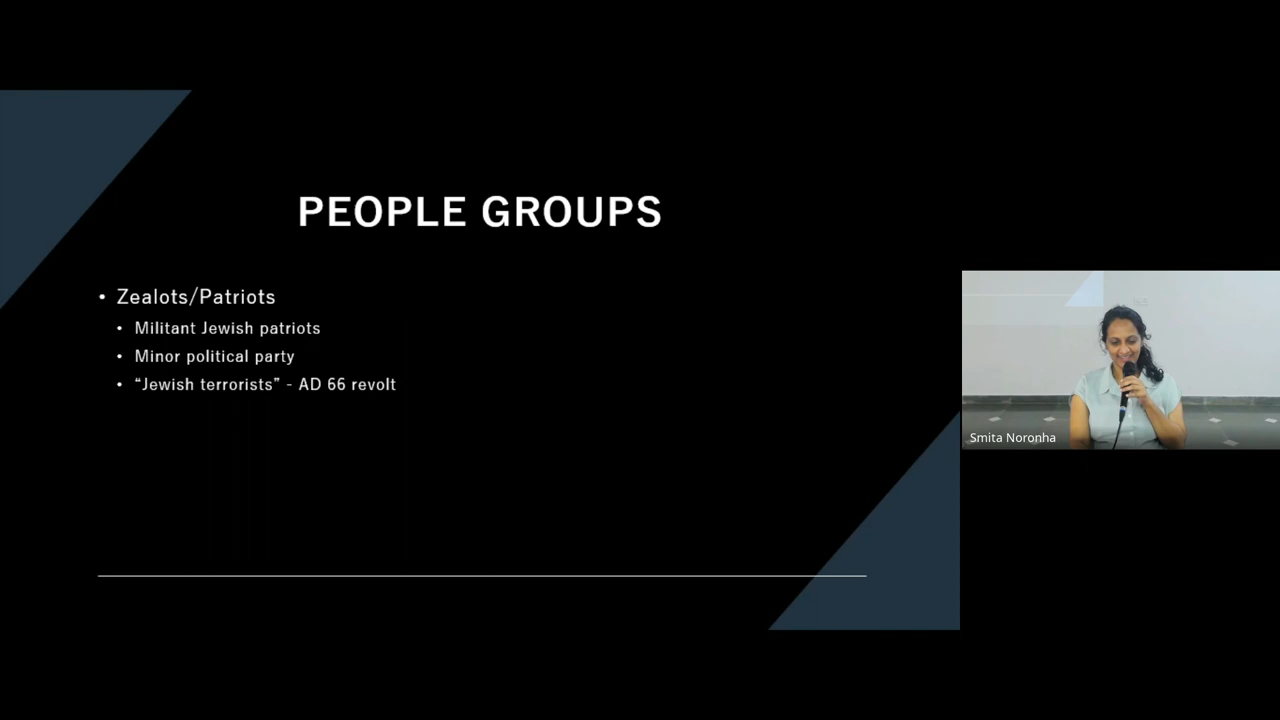 PEOPLE GROUPS
• Zealots/Patriots
• Militant Jewish patriots
• Minor political party
• “Jewish terrorists” - AD 66 revolt
Smita Noronha